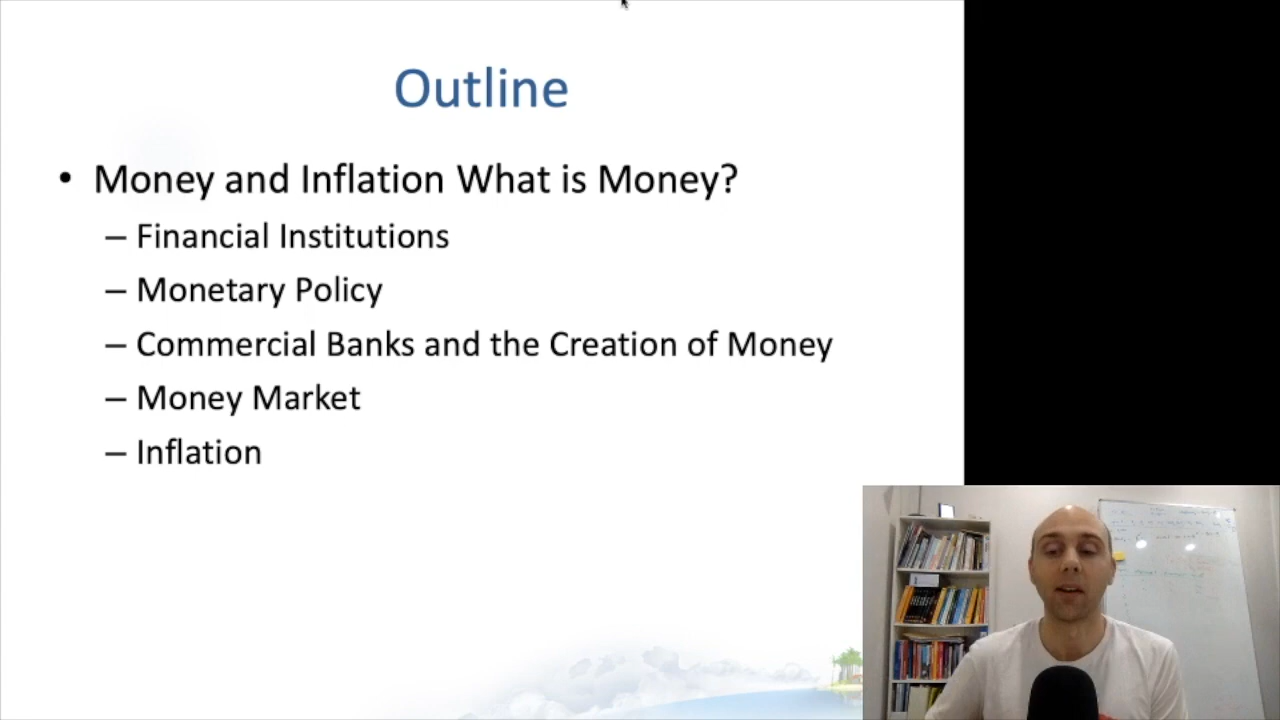 Outline
• Money and Inflation What is Money?
– Financial Institutions
– Monetary Policy
– Commercial Banks and the Creation of Money
– Money Market
– Inflation